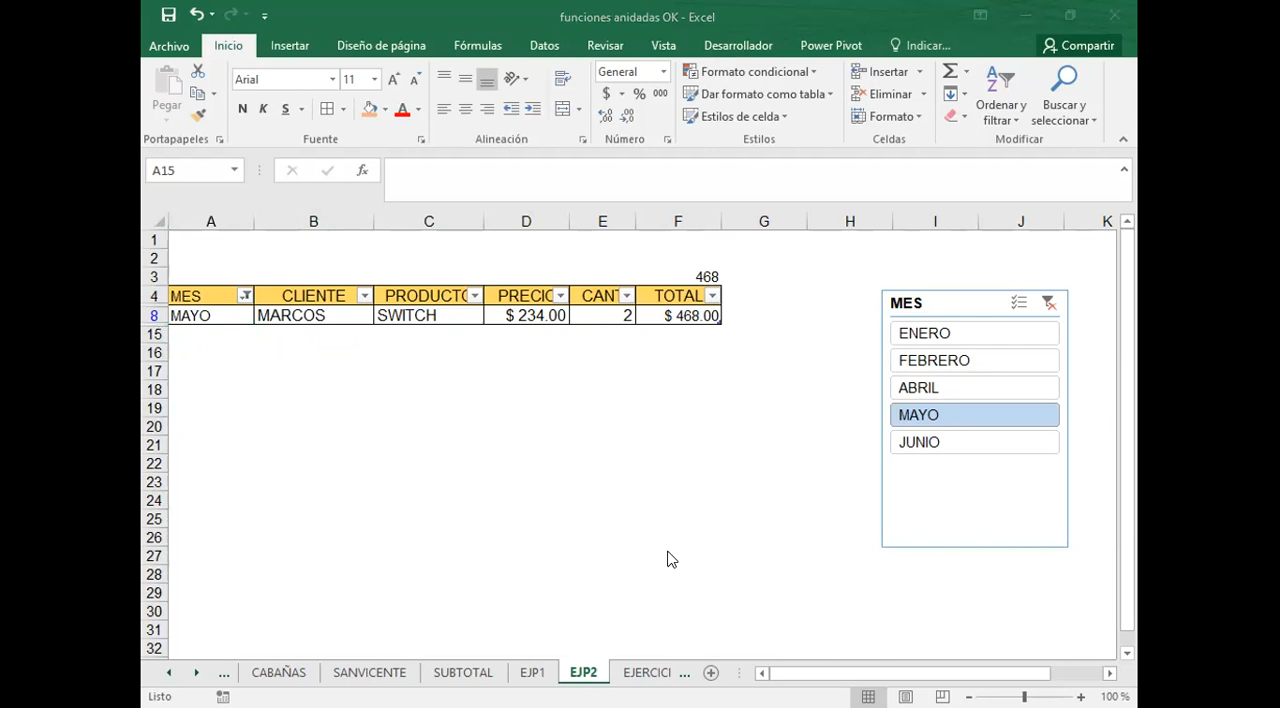 funciones anidadas OK - Excel
Archivo Inicio Insertar Diseño de página Fórmulas Datos Revisar Vista Desarrollador Power Pivot Indicar... Compartir
Pegar
Portapapeles
Arial 11
N K S
Fuente
Alineación
General
$ % 000
Número
Formato condicional
Dar formato como tabla
Estilos de celda
Estilos
Insertar
Eliminar
Formato
Celdas
Ordenar y filtrar
Buscar y seleccionar
Modificar
A15 fx
A B C D E F G H I J K
1
2
3 468
4 MES CLIENTE PRODUCTO PRECIO CANT TOTAL
8 MAYO MARCOS SWITCH $ 234.00 2 $ 468.00
15
16
17
18
19
20
21
22
23
24
25
26
27
28
29
30
31
32
MES
ENERO
FEBRERO
ABRIL
MAYO
JUNIO
... CABAÑAS SANVICENTE SUBTOTAL EJP1 EJP2 EJERCICI ...
Listo 100 %